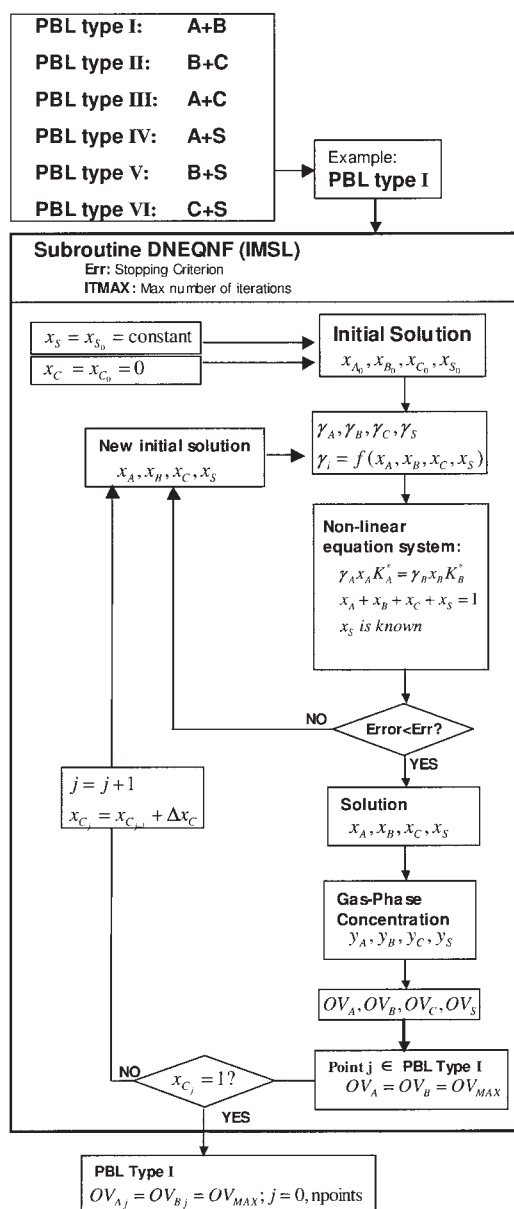 PBL type I: A+B
PBL type II: B+C
PBL type III: A+C
PBL type IV: A+S
PBL type V: B+S
PBL type VI: C+S
Example:
PBL type I
Subroutine DNEQNF (IMSL)
Err: Stopping Criterion
ITMAX : Max number of iterations
x_S = x_{S_0} = constant
x_C = x_{C_0} = 0
Initial Solution
x_{A_0}, x_{B_0}, x_{C_0}, x_{S_0}
γ_A, γ_B, γ_C, γ_S
γ_i = f(x_A, x_B, x_C, x_S)
New initial solution
x_A, x_B, x_C, x_S
Non-linear
equation system:
γ_A x_A K_A^* = γ_B x_B K_B^*
x_A + x_B + x_C + x_S = 1
x_S is known
NO
Error<Err?
YES
j = j+1
x_{C_j} = x_{C_{j-1}} + Δx_C
Solution
x_A, x_B, x_C, x_S
Gas-Phase
Concentration
y_A, y_B, y_C, y_S
OV_A, OV_B, OV_C, OV_S
Point j ∈ PBL Type I
OV_A = OV_B = OV_{MAX}
NO
x_{C_j} = 1?
YES
PBL Type I
OV_{A j} = OV_{B j} = OV_{MAX}; j = 0, npoints